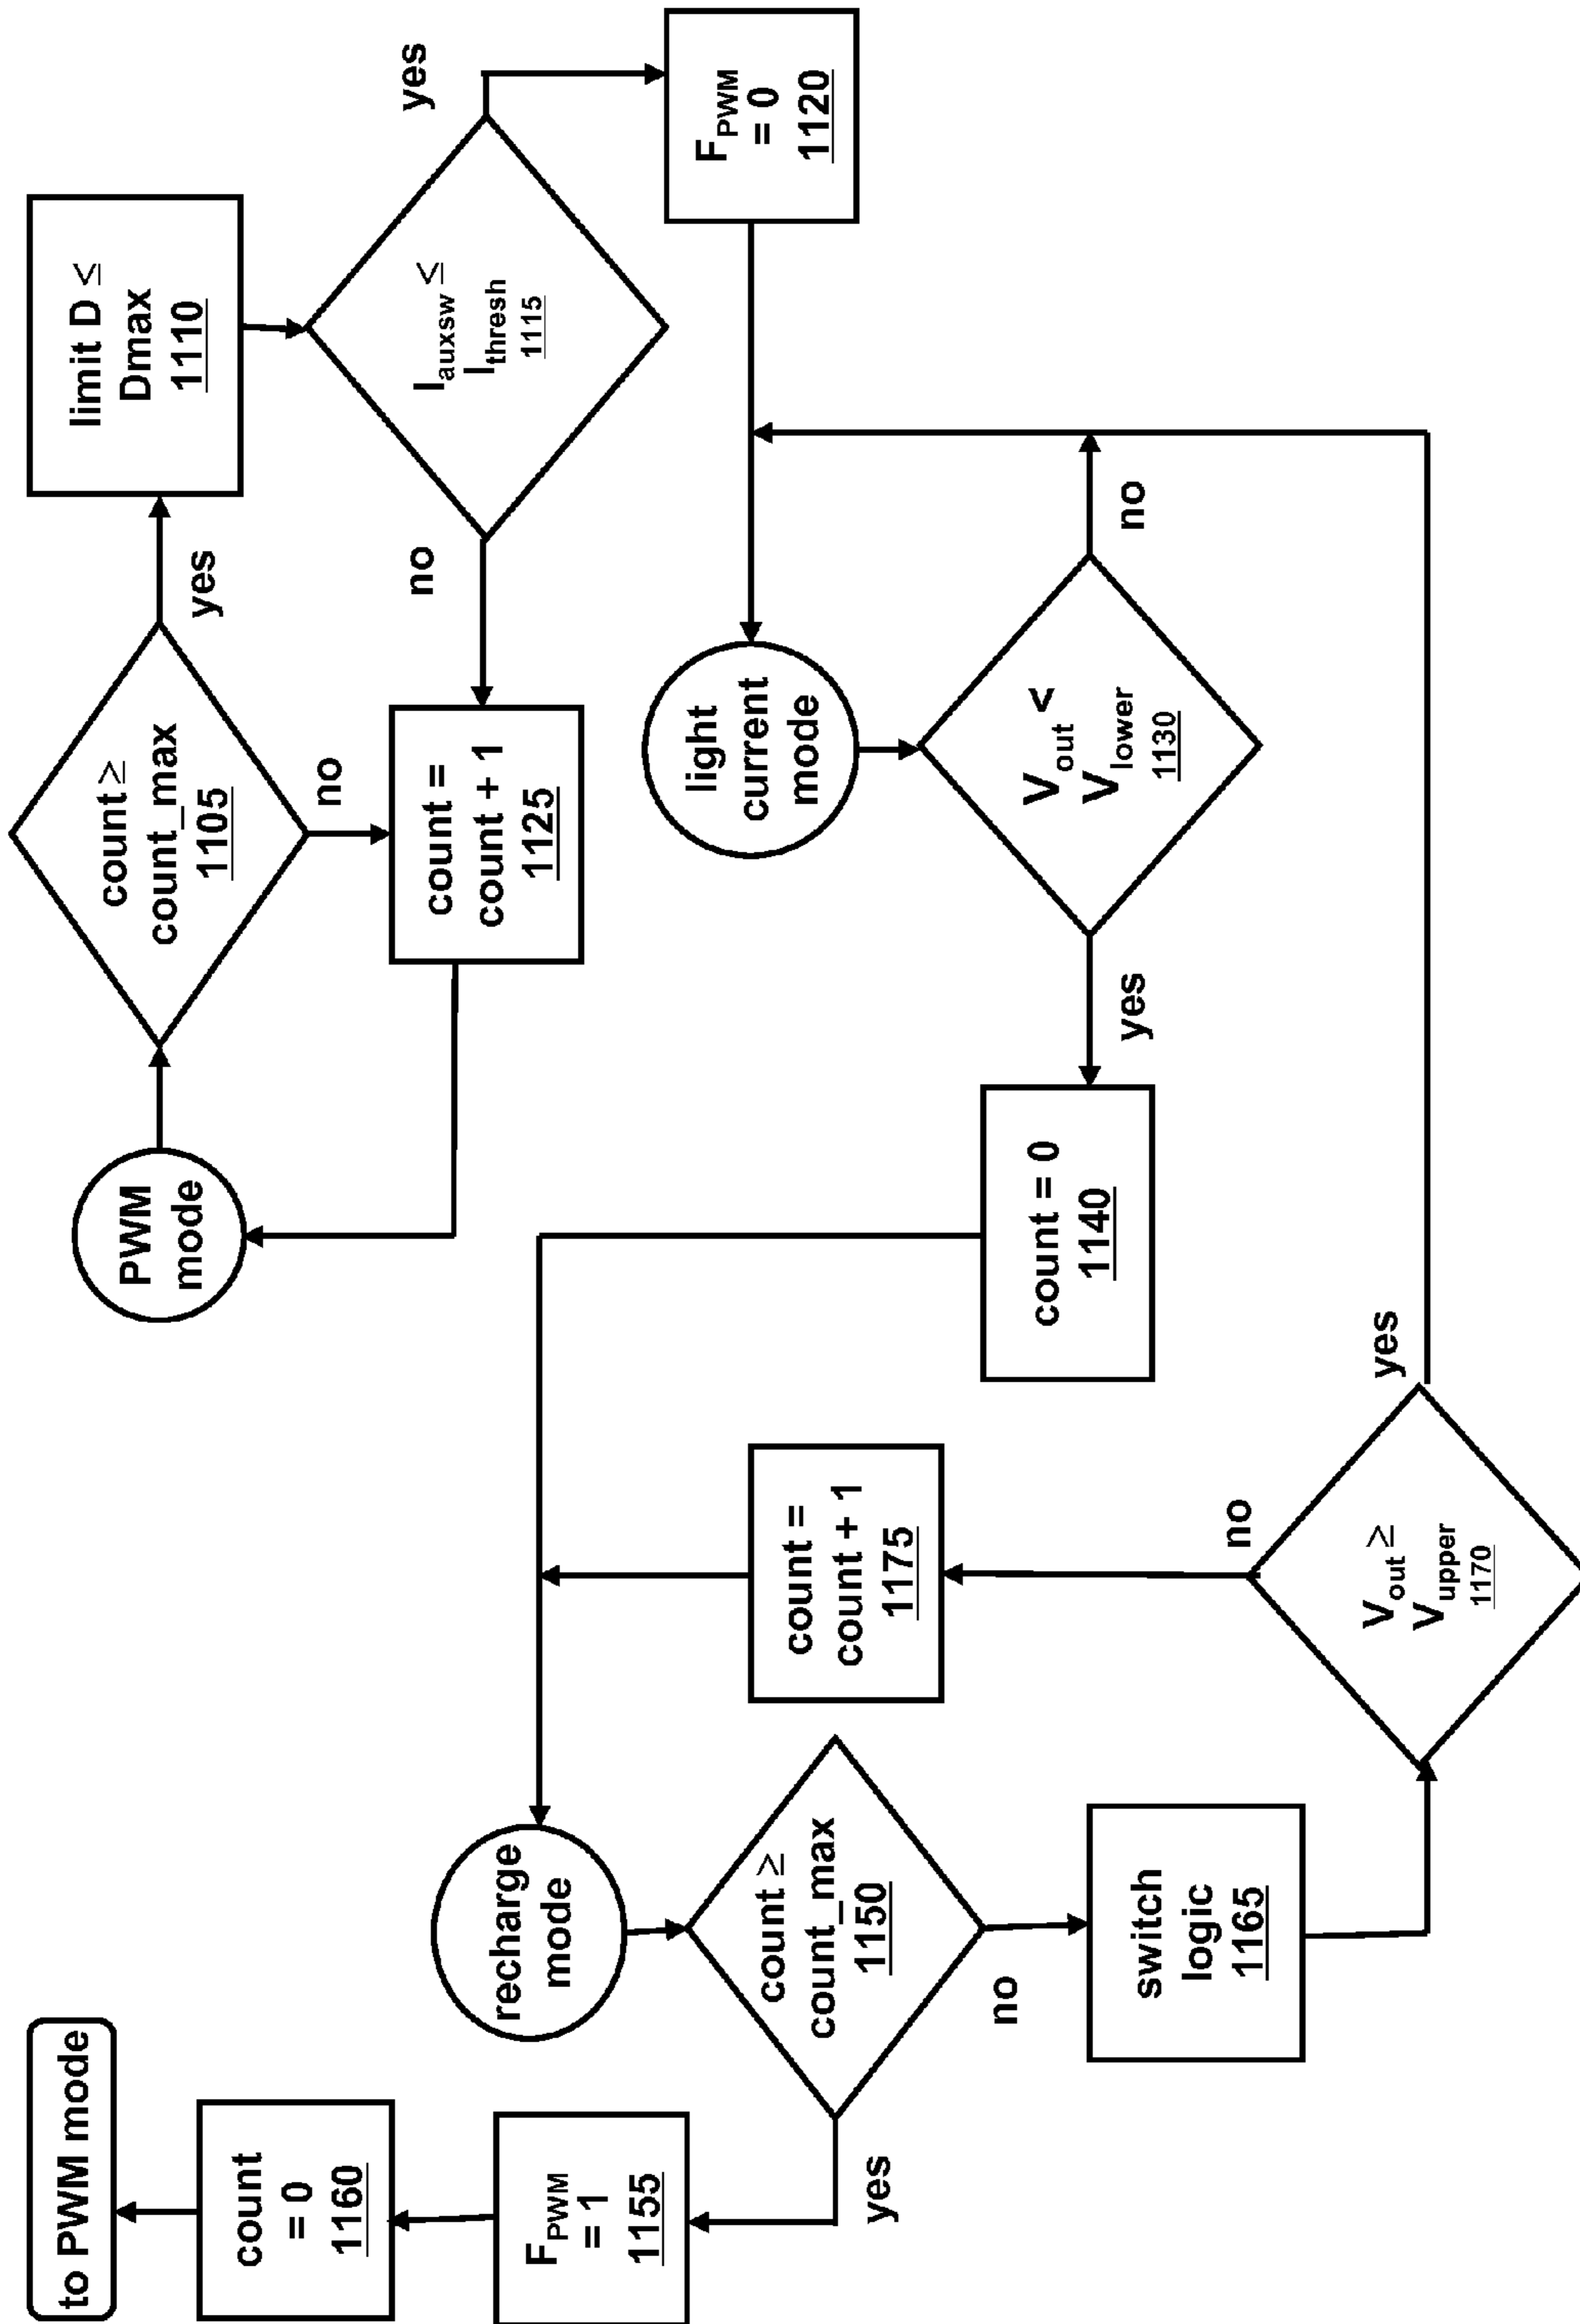 PWM
mode
count ≥
count_max
1105
yes
no
limit D ≤
Dmax
1110
I_auxsw ≤
I_thresh
1115
yes
no
F_PWM
= 0
1120
count =
count + 1
1125
light
current
mode
V_out <
V_lower
1130
no
yes
count = 0
1140
recharge
mode
count ≥
count_max
1150
yes
no
F_PWM
= 1
1155
count
= 0
1160
to PWM mode
switch
logic
1165
V_out ≥
V_upper
1170
yes
no
count =
count + 1
1175